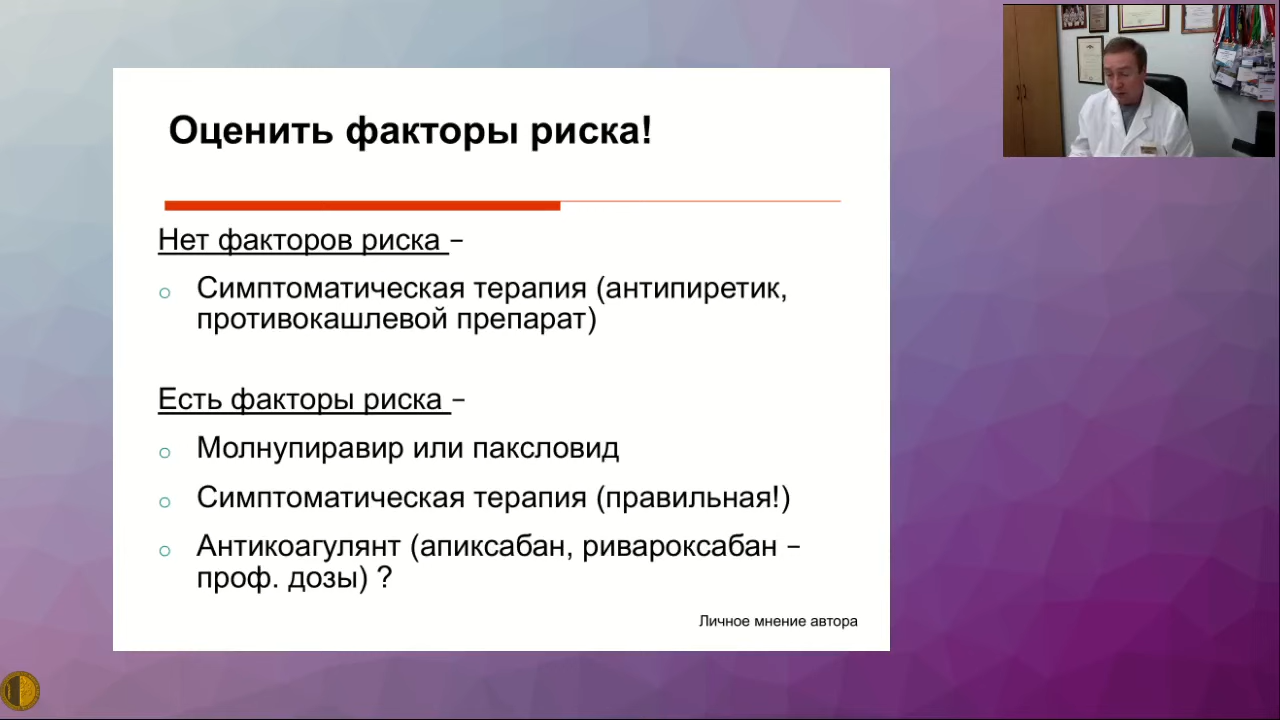 Оценить факторы риска!
Нет факторов риска –
Симптоматическая терапия (антипиретик,
противокашлевой препарат)
Есть факторы риска –
Молнупиравир или паксловид
Симптоматическая терапия (правильная!)
Антикоагулянт (апиксабан, ривароксабан –
проф. дозы) ?
Личное мнение автора